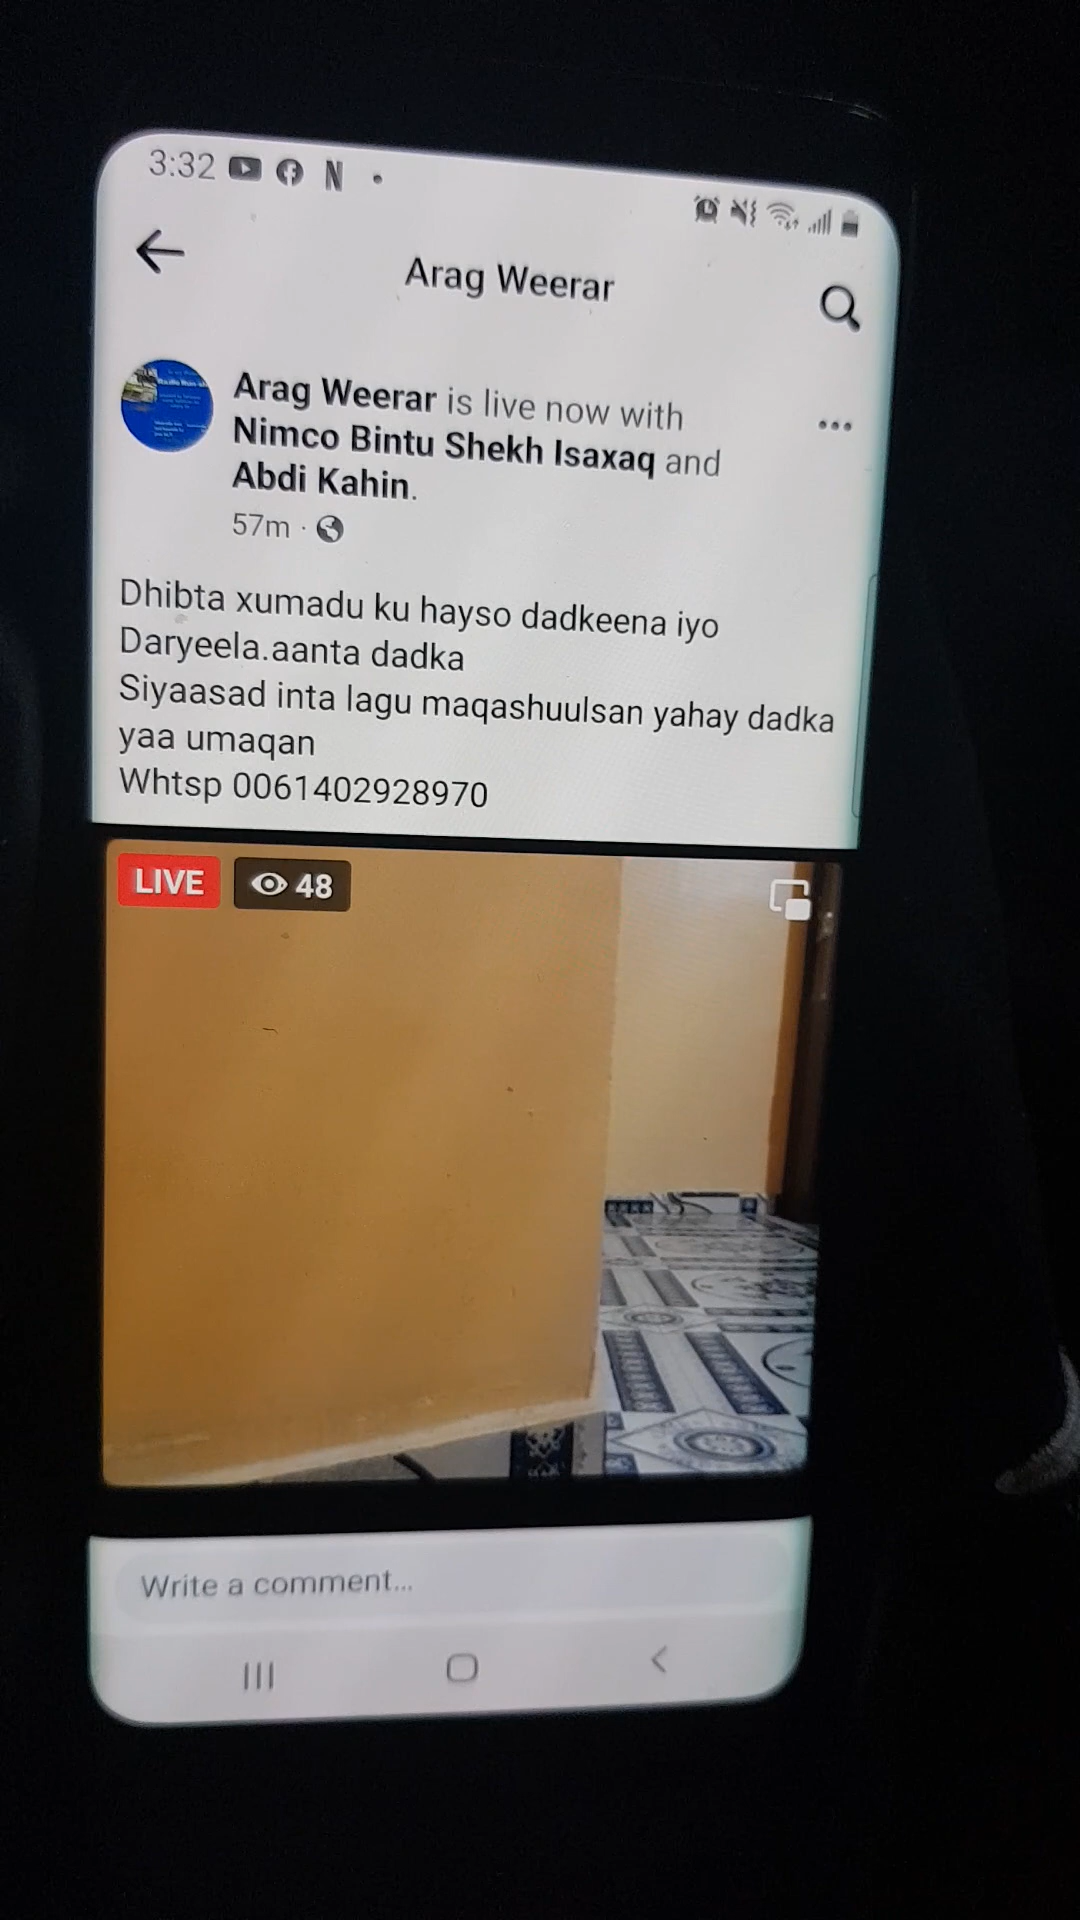 3:32
Arag Weerar
Arag Weerar is live now with
Nimco Bintu Shekh Isaxaq and
Abdi Kahin.
57m ·
Dhibta xumadu ku hayso dadkeena iyo
Daryeela.aanta dadka
Siyaasad inta lagu maqashuulsan yahay dadka
yaa umaqan
Whtsp 0061402928970
LIVE 48
Write a comment...